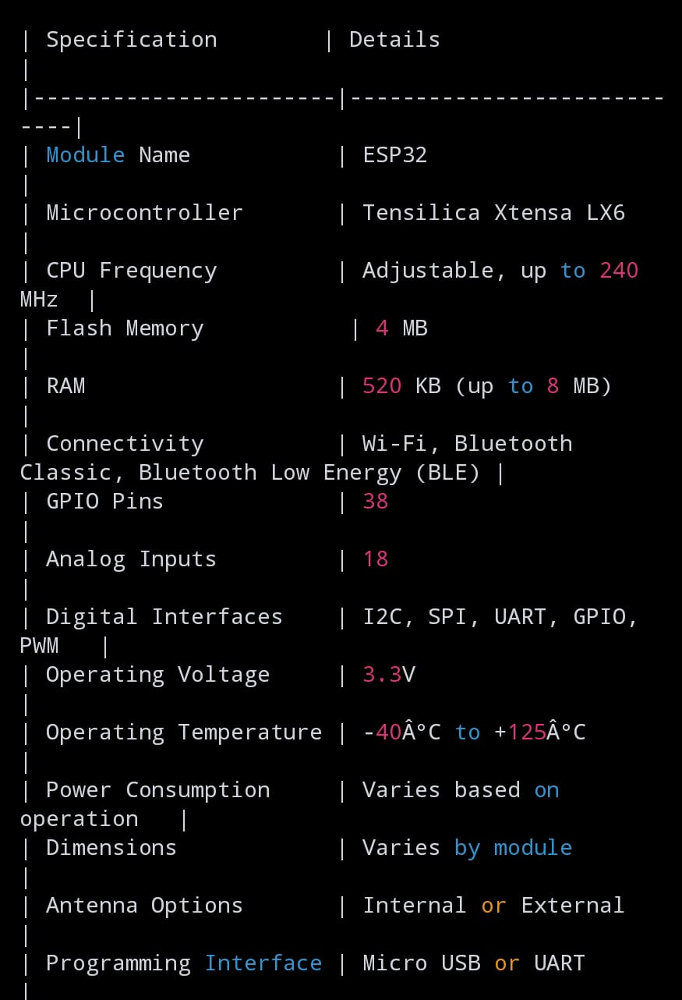 | Specification        | Details
|
|-----------------------|------------------------
----|
| Module Name           | ESP32
|
| Microcontroller       | Tensilica Xtensa LX6
|
| CPU Frequency         | Adjustable, up to 240
MHz  |
| Flash Memory           | 4 MB
|
| RAM                   | 520 KB (up to 8 MB)
|
| Connectivity          | Wi-Fi, Bluetooth
Classic, Bluetooth Low Energy (BLE) |
| GPIO Pins             | 38
|
| Analog Inputs         | 18
|
| Digital Interfaces    | I2C, SPI, UART, GPIO,
PWM   |
| Operating Voltage     | 3.3V
|
| Operating Temperature | -40Â°C to +125Â°C
|
| Power Consumption     | Varies based on
operation   |
| Dimensions            | Varies by module
|
| Antenna Options       | Internal or External
|
| Programming Interface | Micro USB or UART
|